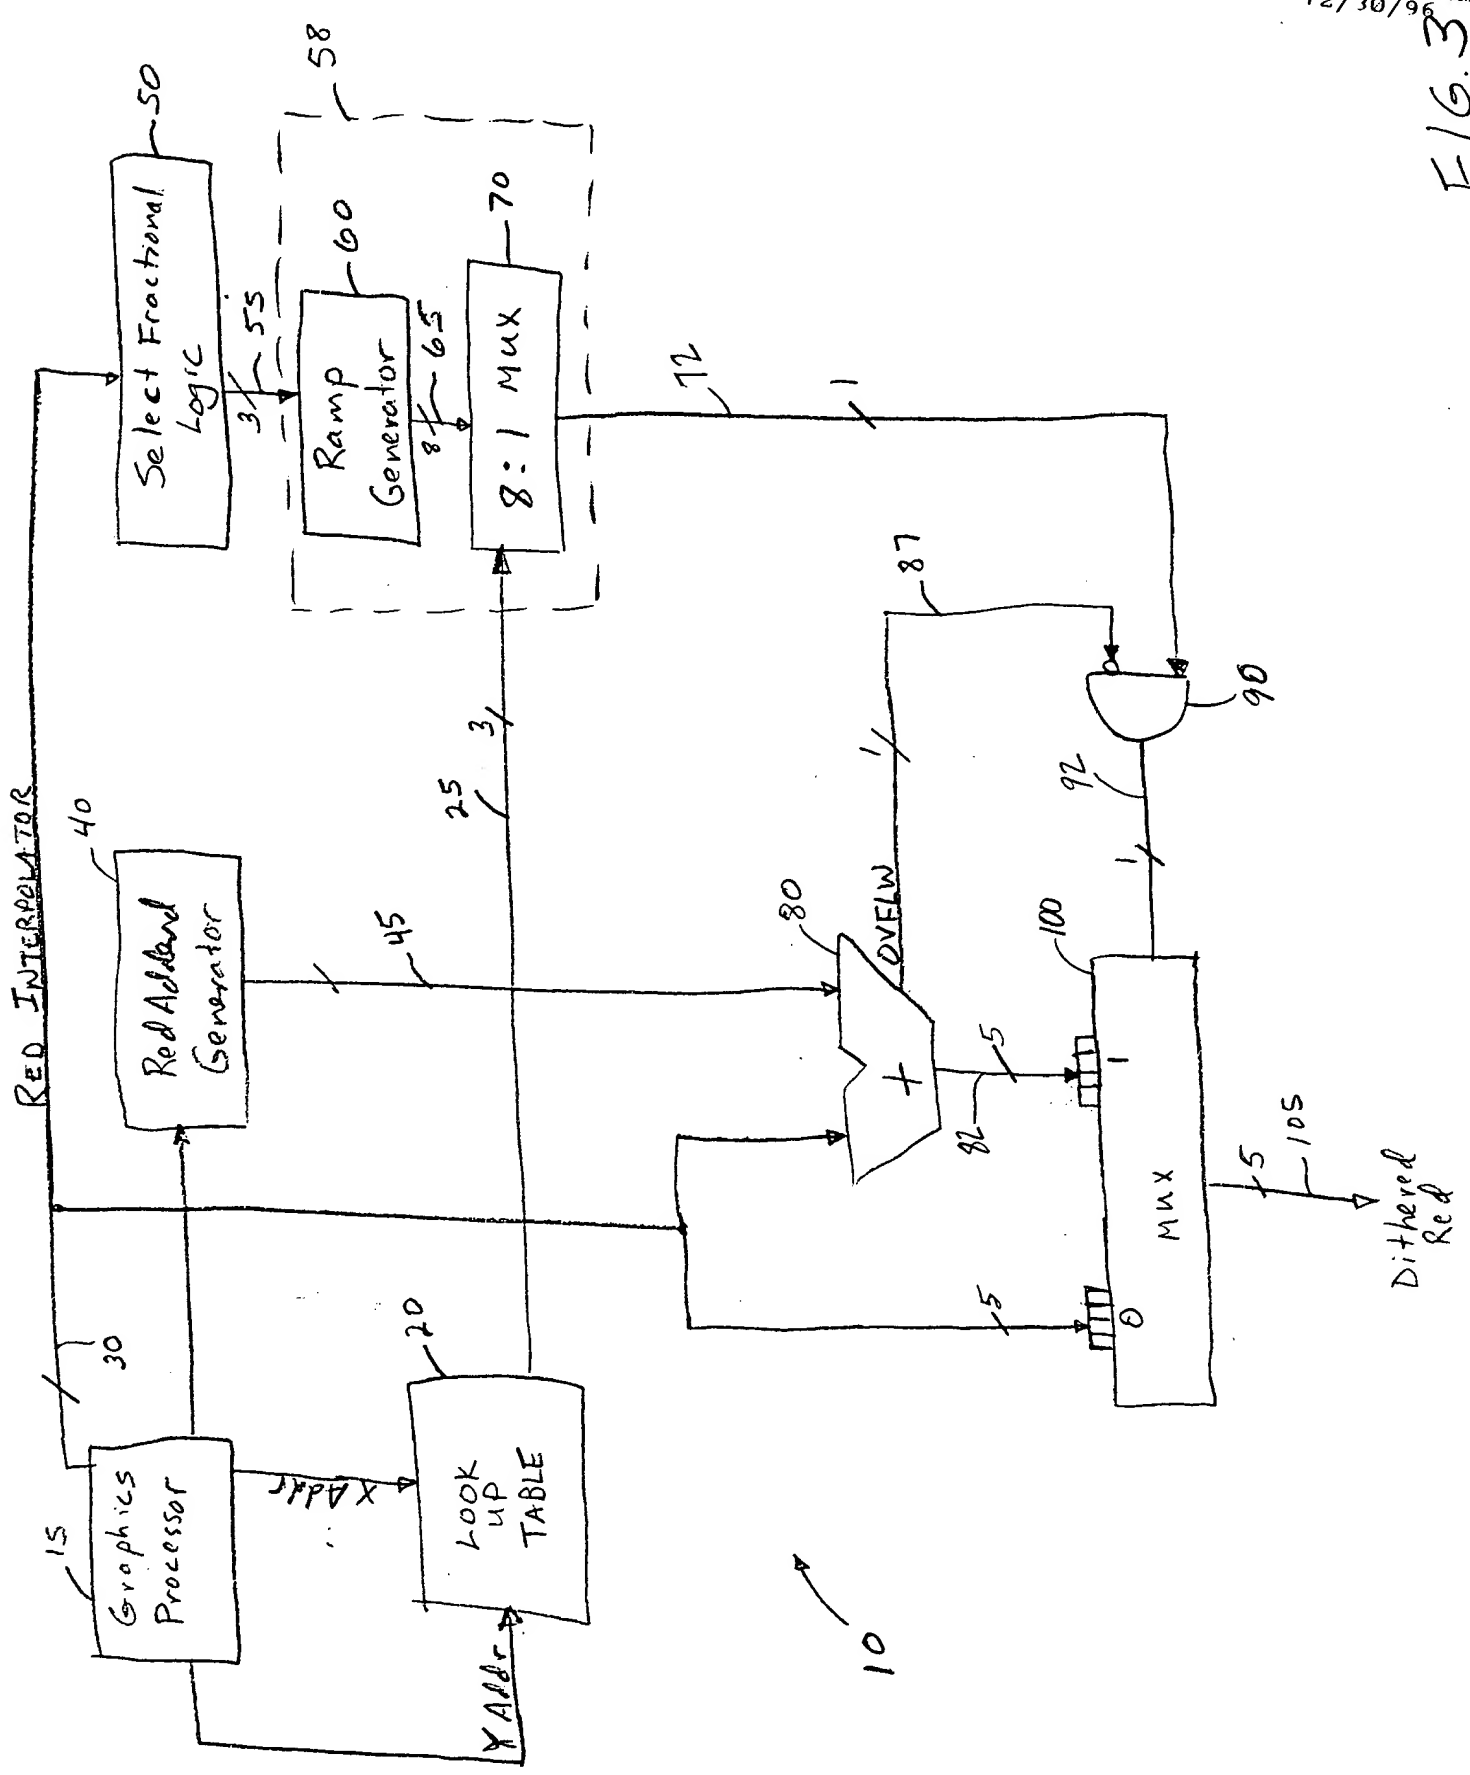 12/30/96
FIG. 3
RED INTERPOLATOR
30
15
Graphics
Processor
40
Red Addend
Generator
50
Select Fractional
Logic
3
55
58
60
Ramp
Generator
8
65
70
8:1 MUX
X Addr
Y Addr
20
LOOK
UP
TABLE
25
3
45
72
1
80
+
OVFLW
1
87
82
5
5
90
92
1
100
0
1
MUX
5
105
Dithered
Red
10